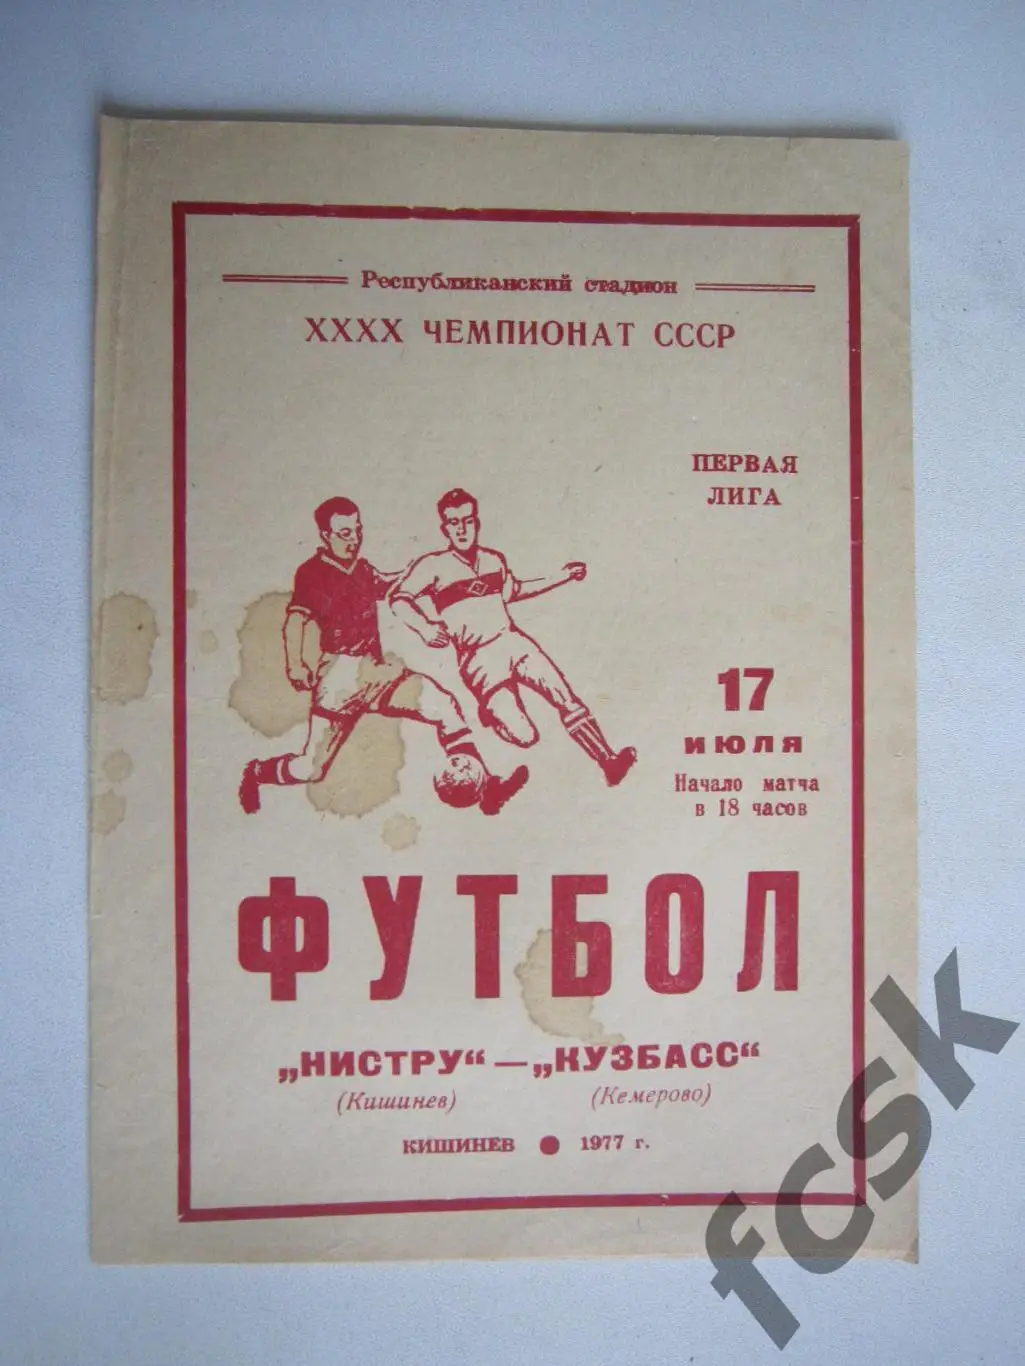 Республиканский стадион
XXXX ЧЕМПИОНАТ СССР
ПЕРВАЯ
ЛИГА
17
ИЮЛЯ
Начало матча
в 18 часов
ФУТБОЛ
„НИСТРУ“ — „КУЗБАСС“
(Кишинев) (Кемерово)
КИШИНЕВ ● 1977 г.
fcsk